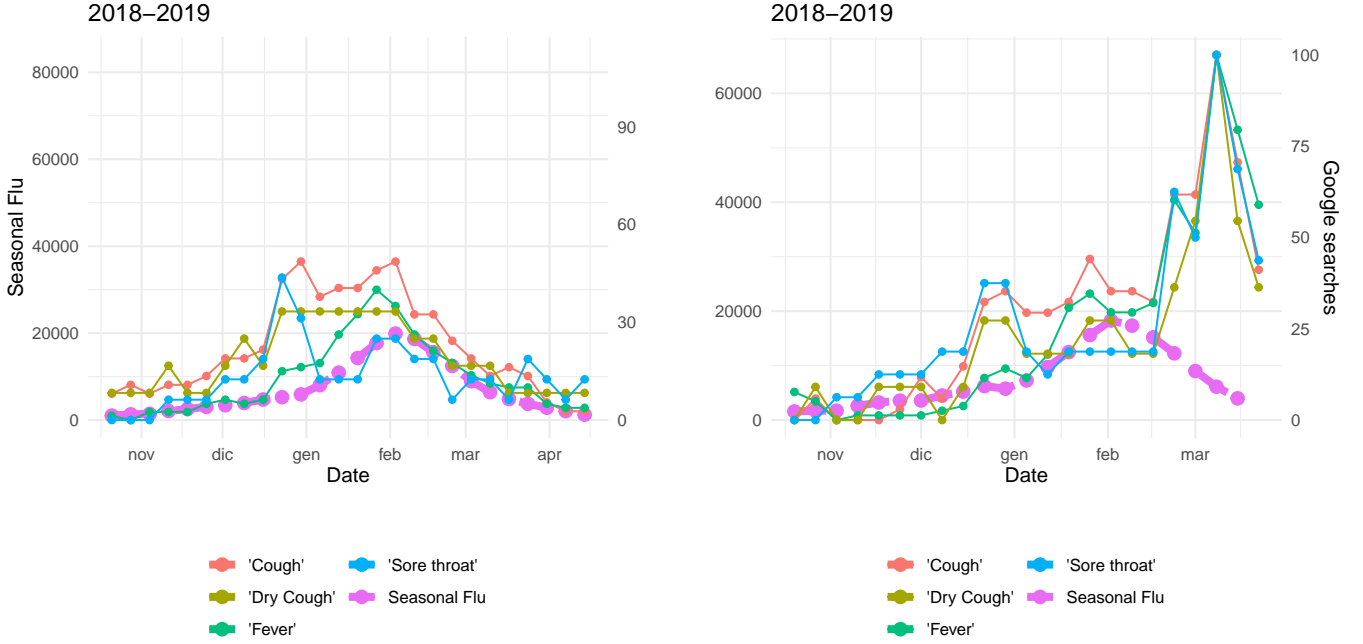 2018−2019
80000
60000
40000
20000
0
90
60
30
0
Seasonal Flu
nov dic gen feb mar apr
Date
'Cough' 'Sore throat'
'Dry Cough' Seasonal Flu
'Fever'
2018−2019
60000
40000
20000
0
100
75
50
25
0
Google searches
nov dic gen feb mar
Date
'Cough' 'Sore throat'
'Dry Cough' Seasonal Flu
'Fever'